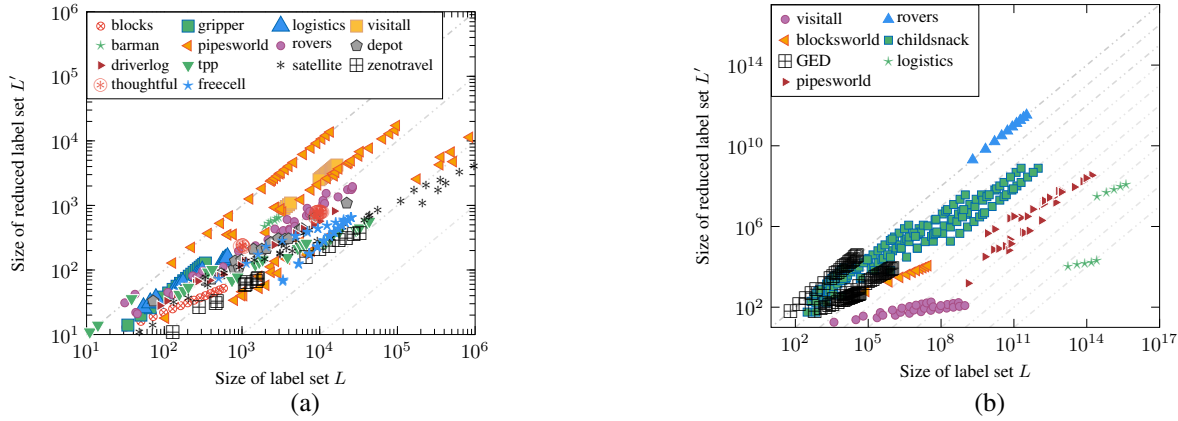 10^6
10^5
10^4
10^3
10^2
10^1
Size of reduced label set L′
blocks gripper logistics visitall
barman pipesworld rovers depot
driverlog tpp satellite zenotravel
thoughtful freecell
10^1 10^2 10^3 10^4 10^5 10^6
Size of label set L
(a)
10^14
10^10
10^6
10^2
Size of reduced label set L′
visitall rovers
blocksworld childsnack
GED logistics
pipesworld
10^2 10^5 10^8 10^11 10^14 10^17
Size of label set L
(b)